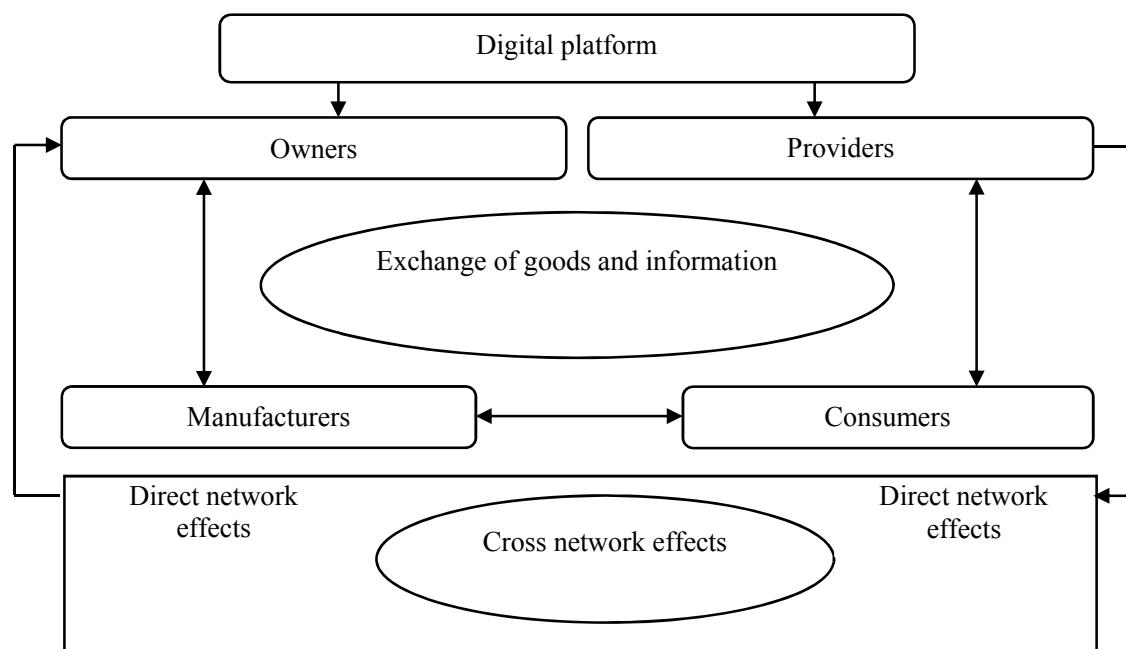 Digital platform
Owners
Providers
Exchange of goods and information
Manufacturers
Consumers
Direct network
effects
Direct network
effects
Cross network effects